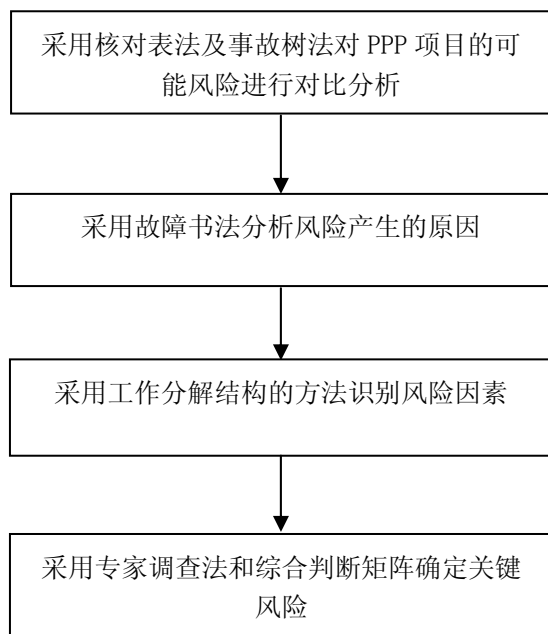 采用核对表法及事故树法对 PPP 项目的可
能风险进行对比分析
采用故障书法分析风险产生的原因
采用工作分解结构的方法识别风险因素
采用专家调查法和综合判断矩阵确定关键
风险